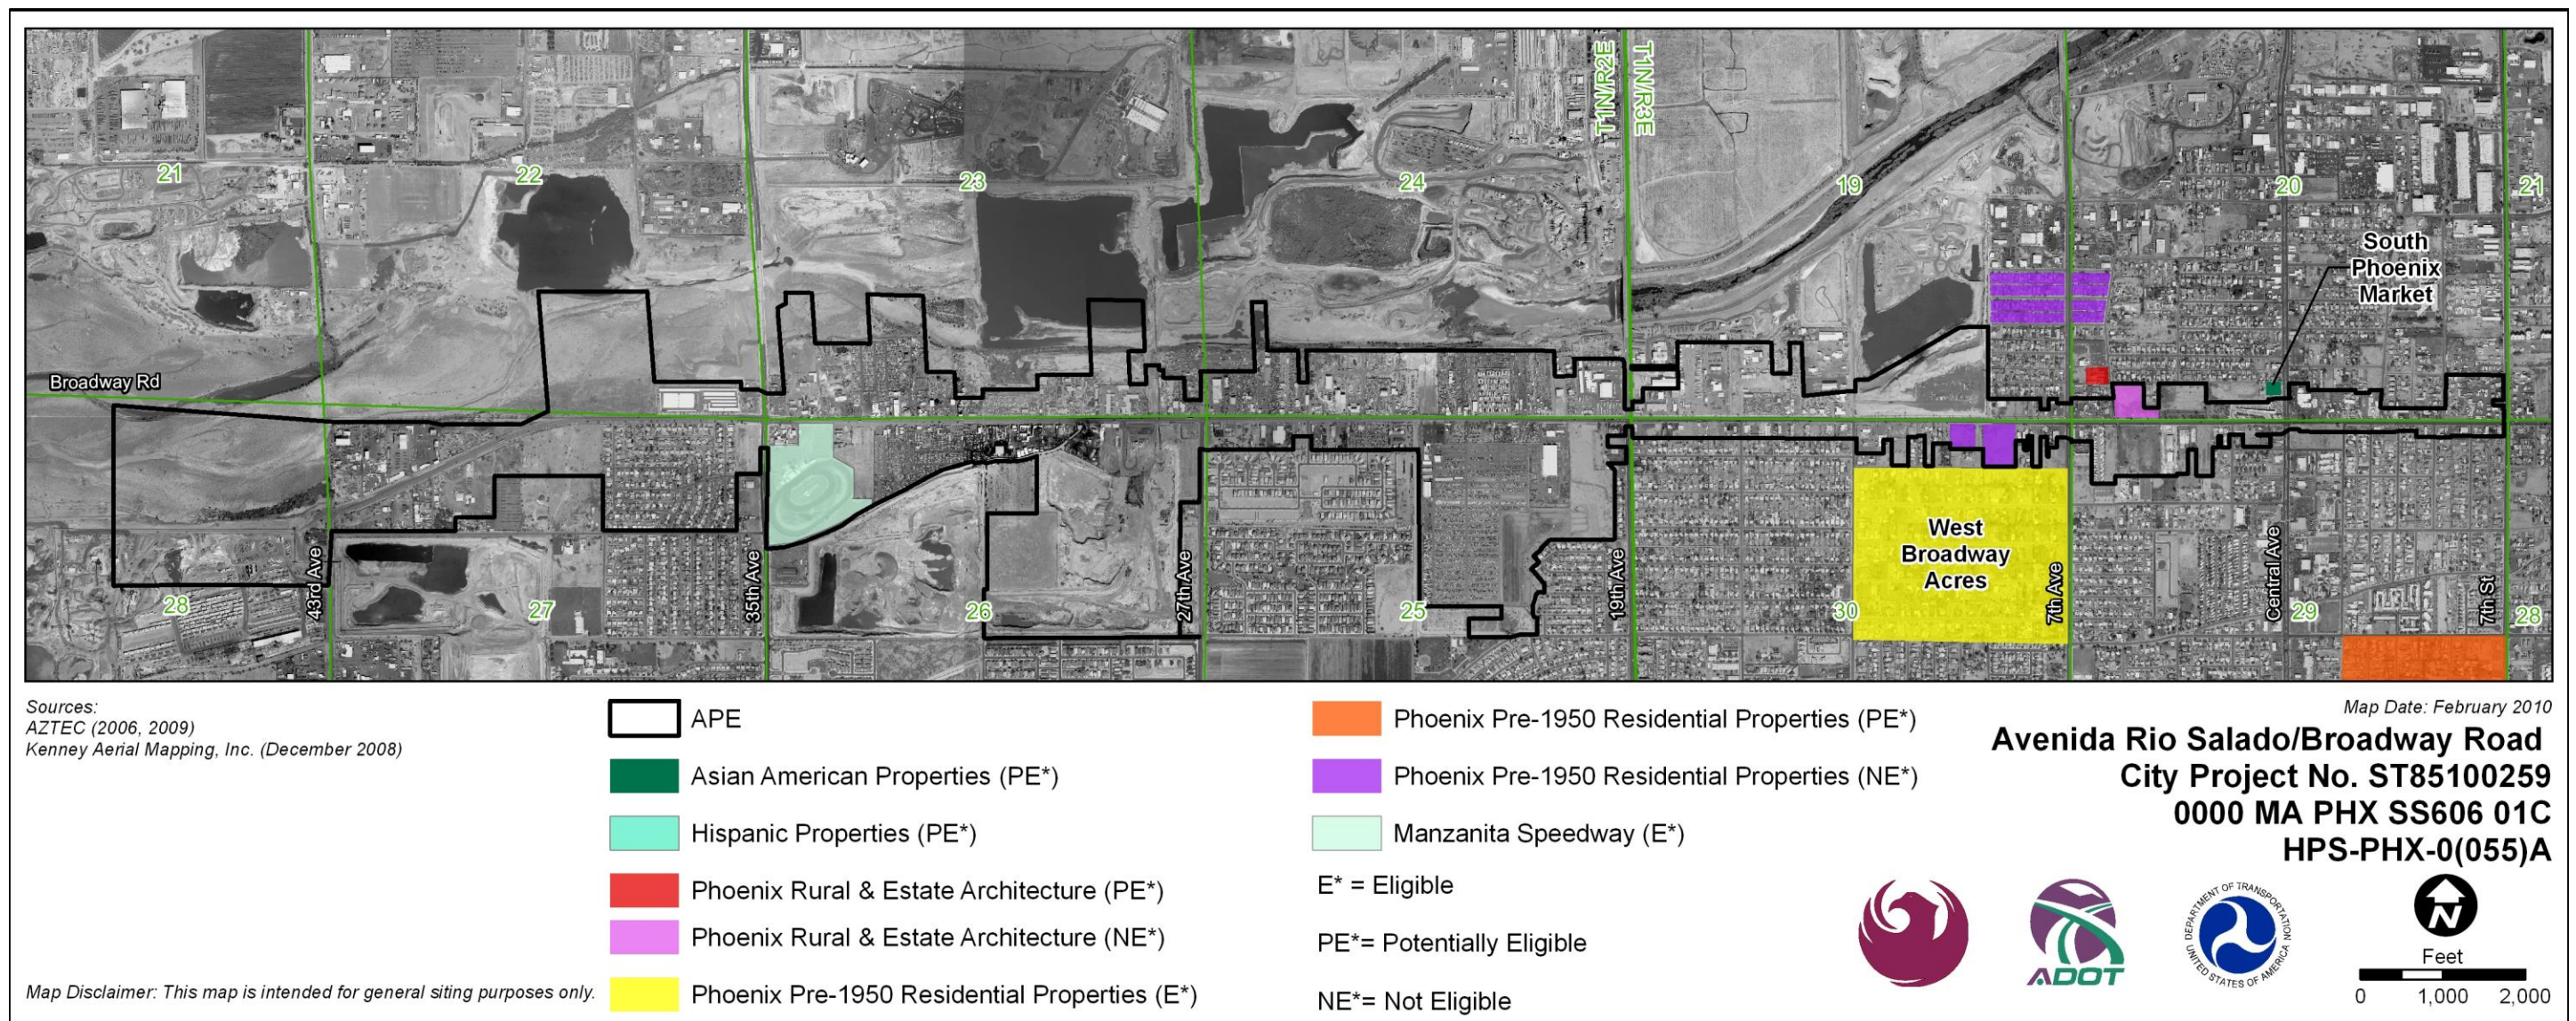 T1N/R2E
T1N/R3E
21
22
23
24
19
20
21
South
Phoenix
Market
Broadway Rd
West
Broadway
Acres
43rd Ave
35th Ave
27th Ave
19th Ave
7th Ave
Central Ave
7th St
28
27
26
25
30
29
28
Sources:
AZTEC (2006, 2009)
Kenney Aerial Mapping, Inc. (December 2008)
Map Disclaimer: This map is intended for general siting purposes only.
APE
Asian American Properties (PE*)
Hispanic Properties (PE*)
Phoenix Rural & Estate Architecture (PE*)
Phoenix Rural & Estate Architecture (NE*)
Phoenix Pre-1950 Residential Properties (E*)
Phoenix Pre-1950 Residential Properties (PE*)
Phoenix Pre-1950 Residential Properties (NE*)
Manzanita Speedway (E*)
E* = Eligible
PE*= Potentially Eligible
NE*= Not Eligible
Map Date: February 2010
Avenida Rio Salado/Broadway Road
City Project No. ST85100259
0000 MA PHX SS606 01C
HPS-PHX-0(055)A
ADOT
DEPARTMENT OF TRANSPORTATION
UNITED STATES OF AMERICA
N
Feet
0 1,000 2,000